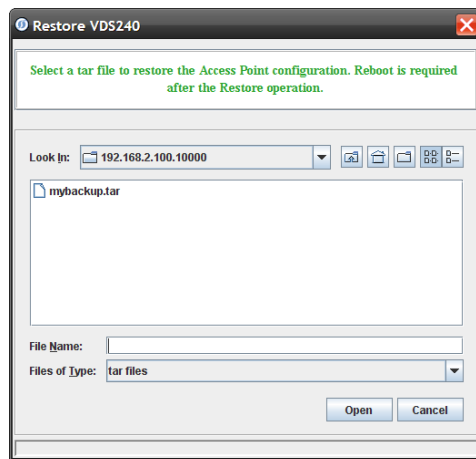 Restore VDS240
Select a tar file to restore the Access Point configuration. Reboot is required
after the Restore operation.
Look In: 192.168.2.100.10000
mybackup.tar
File Name:
Files of Type: tar files
Open Cancel